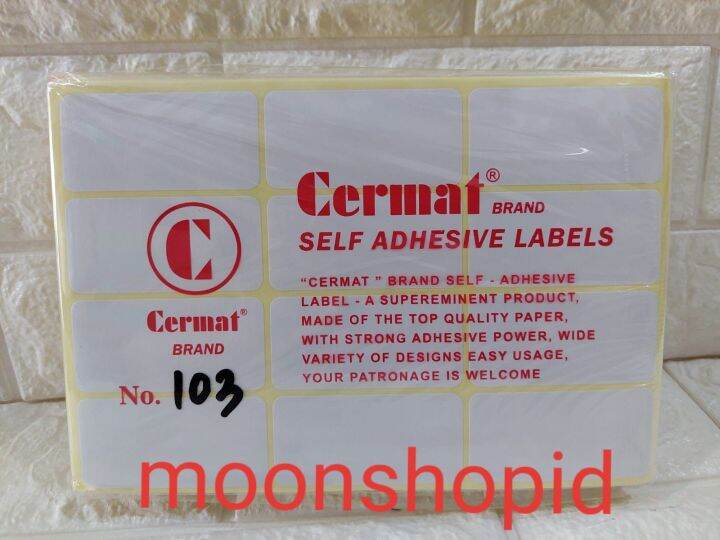 Cermat® BRAND
SELF ADHESIVE LABELS
"CERMAT " BRAND SELF - ADHESIVE
LABEL - A SUPEREMINENT PRODUCT,
MADE OF THE TOP QUALITY PAPER,
WITH STRONG ADHESIVE POWER, WIDE
VARIETY OF DESIGNS EASY USAGE,
YOUR PATRONAGE IS WELCOME
C
Cermat®
BRAND
No. 103
moonshopid